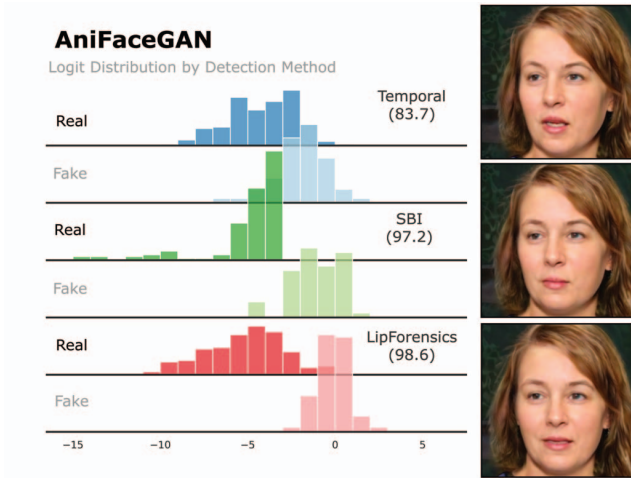 AniFaceGAN
Logit Distribution by Detection Method
Temporal
(83.7)
Real
Fake
SBI
(97.2)
Real
Fake
LipForensics
(98.6)
Real
Fake
−15 −10 −5 0 5